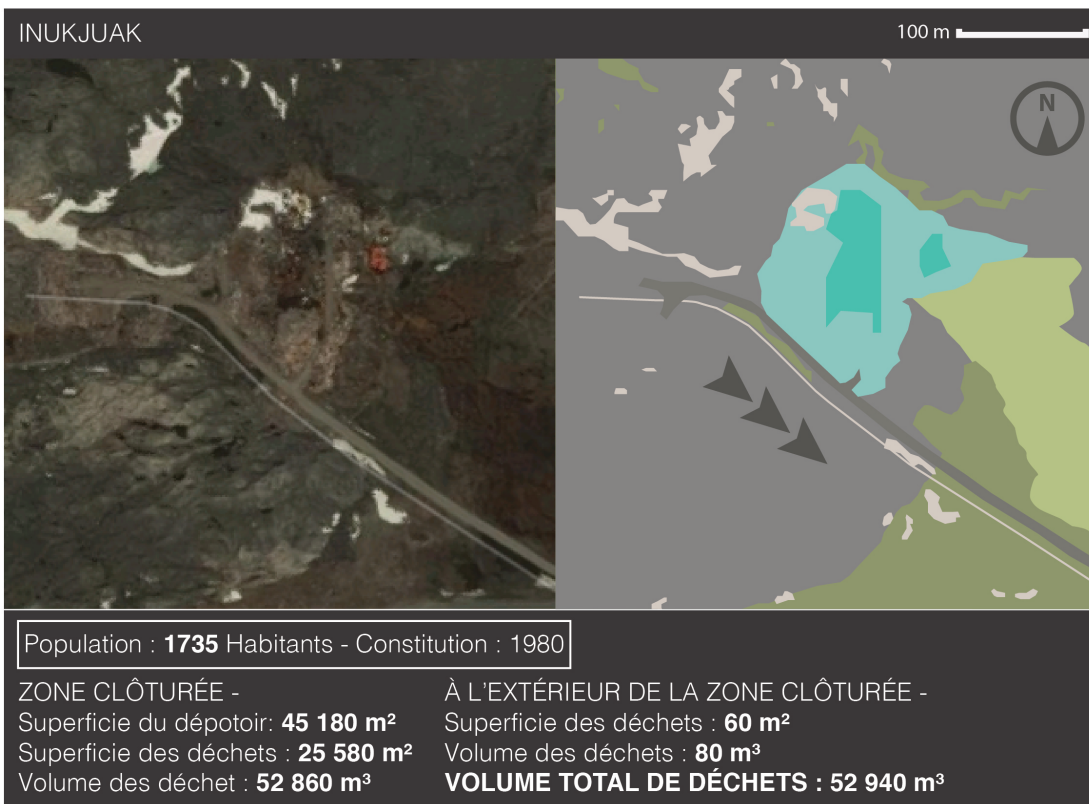 INUKJUAK
100 m
N
Population : 1735 Habitants - Constitution : 1980
ZONE CLÔTURÉE -
Superficie du dépotoir: 45 180 m²
Superficie des déchets : 25 580 m²
Volume des déchet : 52 860 m³
À L'EXTÉRIEUR DE LA ZONE CLÔTURÉE -
Superficie des déchets : 60 m²
Volume des déchets : 80 m³
VOLUME TOTAL DE DÉCHETS : 52 940 m³